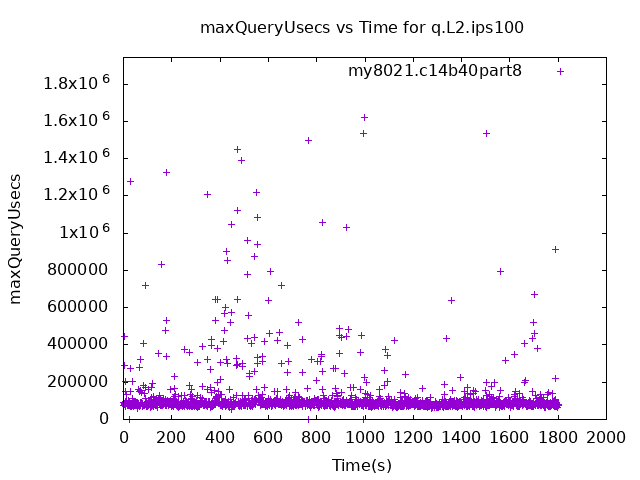 maxQueryUsecs vs Time for q.L2.ips100
my8021.c14b40part8
maxQueryUsecs
1.8x10^6
1.6x10^6
1.4x10^6
1.2x10^6
1x10^6
800000
600000
400000
200000
0
0 200 400 600 800 1000 1200 1400 1600 1800 2000
Time(s)